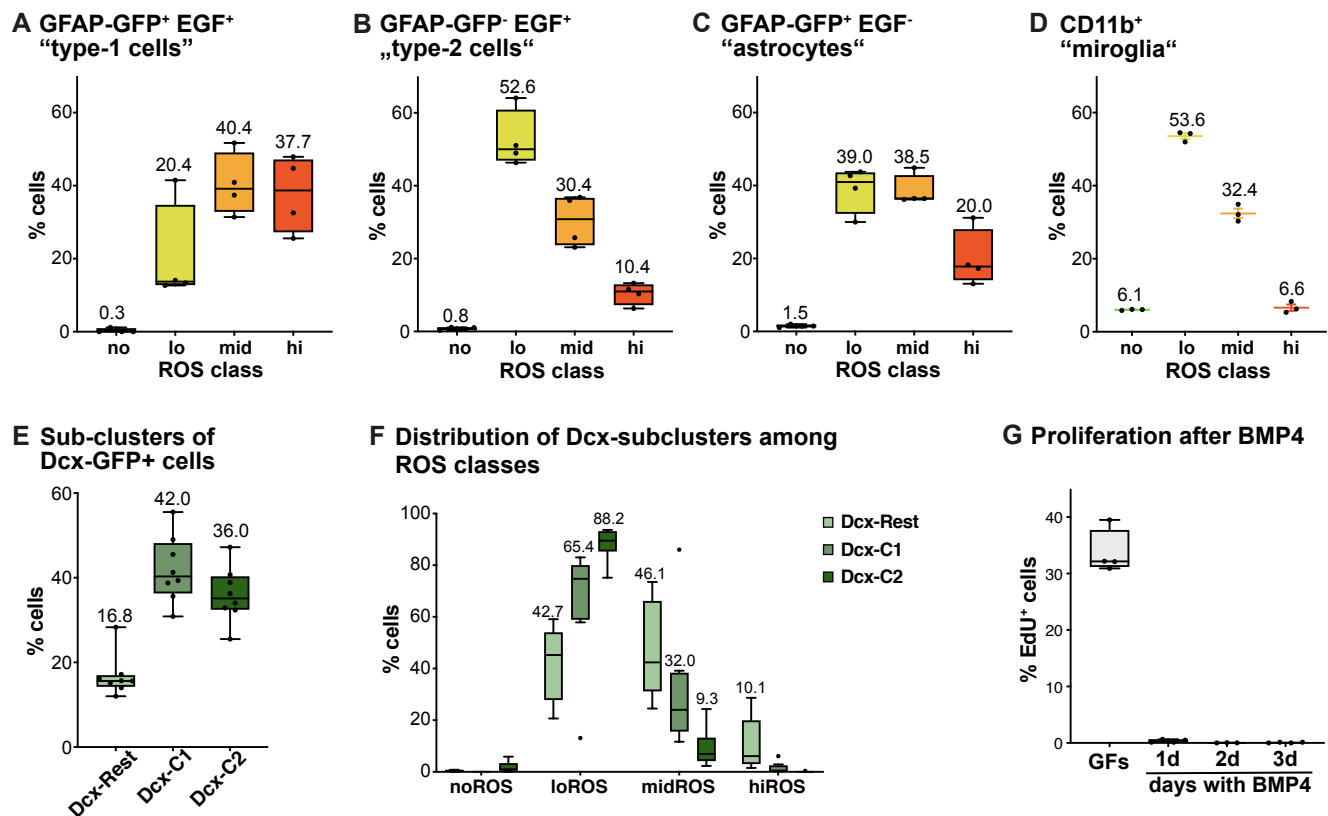 A GFAP-GFP⁺ EGF⁺
“type-1 cells”
% cells
60
40
20
0
0.3
20.4
40.4
37.7
no lo mid hi
ROS class
B GFAP-GFP⁻ EGF⁺
„type-2 cells“
% cells
60
40
20
0
0.8
52.6
30.4
10.4
no lo mid hi
ROS class
C GFAP-GFP⁺ EGF⁻
“astrocytes“
% cells
60
40
20
0
1.5
39.0
38.5
20.0
no lo mid hi
ROS class
D CD11b⁺
“miroglia“
% cells
60
40
20
0
6.1
53.6
32.4
6.6
no lo mid hi
ROS class
E Sub-clusters of
Dcx-GFP+ cells
% cells
60
40
20
0
16.8
42.0
36.0
Dcx-Rest
Dcx-C1
Dcx-C2
F Distribution of Dcx-subclusters among
ROS classes
% cells
100
80
60
40
20
0
42.7
65.4
88.2
46.1
32.0
9.3
10.1
noROS loROS midROS hiROS
Dcx-Rest
Dcx-C1
Dcx-C2
G Proliferation after BMP4
% EdU⁺ cells
40
30
20
10
0
GFs 1d 2d 3d
days with BMP4